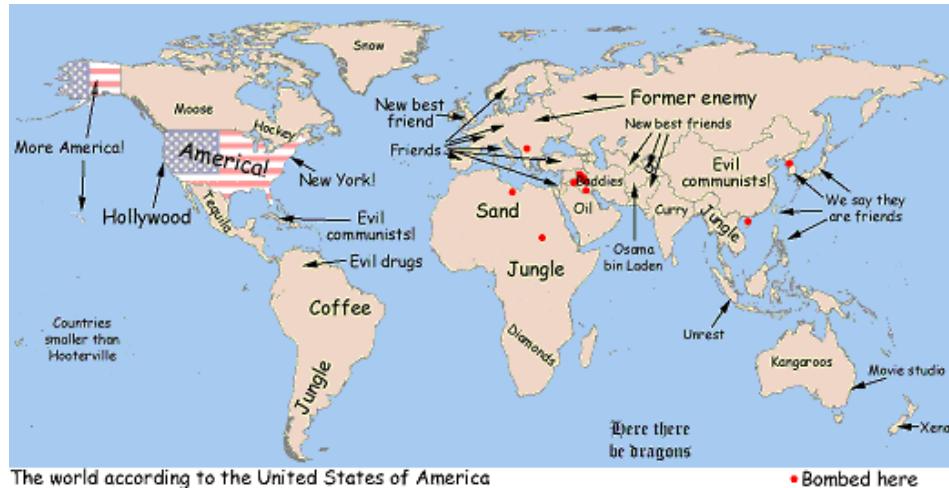 Snow
Moose
Hockey
More America!
America!
New York!
Hollywood
Tequila
Evil
communists!
Evil drugs
Coffee
Jungle
Countries
smaller than
Hooterville
New best
friend
Friends
Former enemy
New best friends
Baddies
Evil
communists!
Sand
Oil
Curry
Jungle
We say they
are friends
Osama
bin Laden
Jungle
Diamonds
Unrest
Kangaroos
Movie studio
Xena
Here there
be dragons
The world according to the United States of America
Bombed here